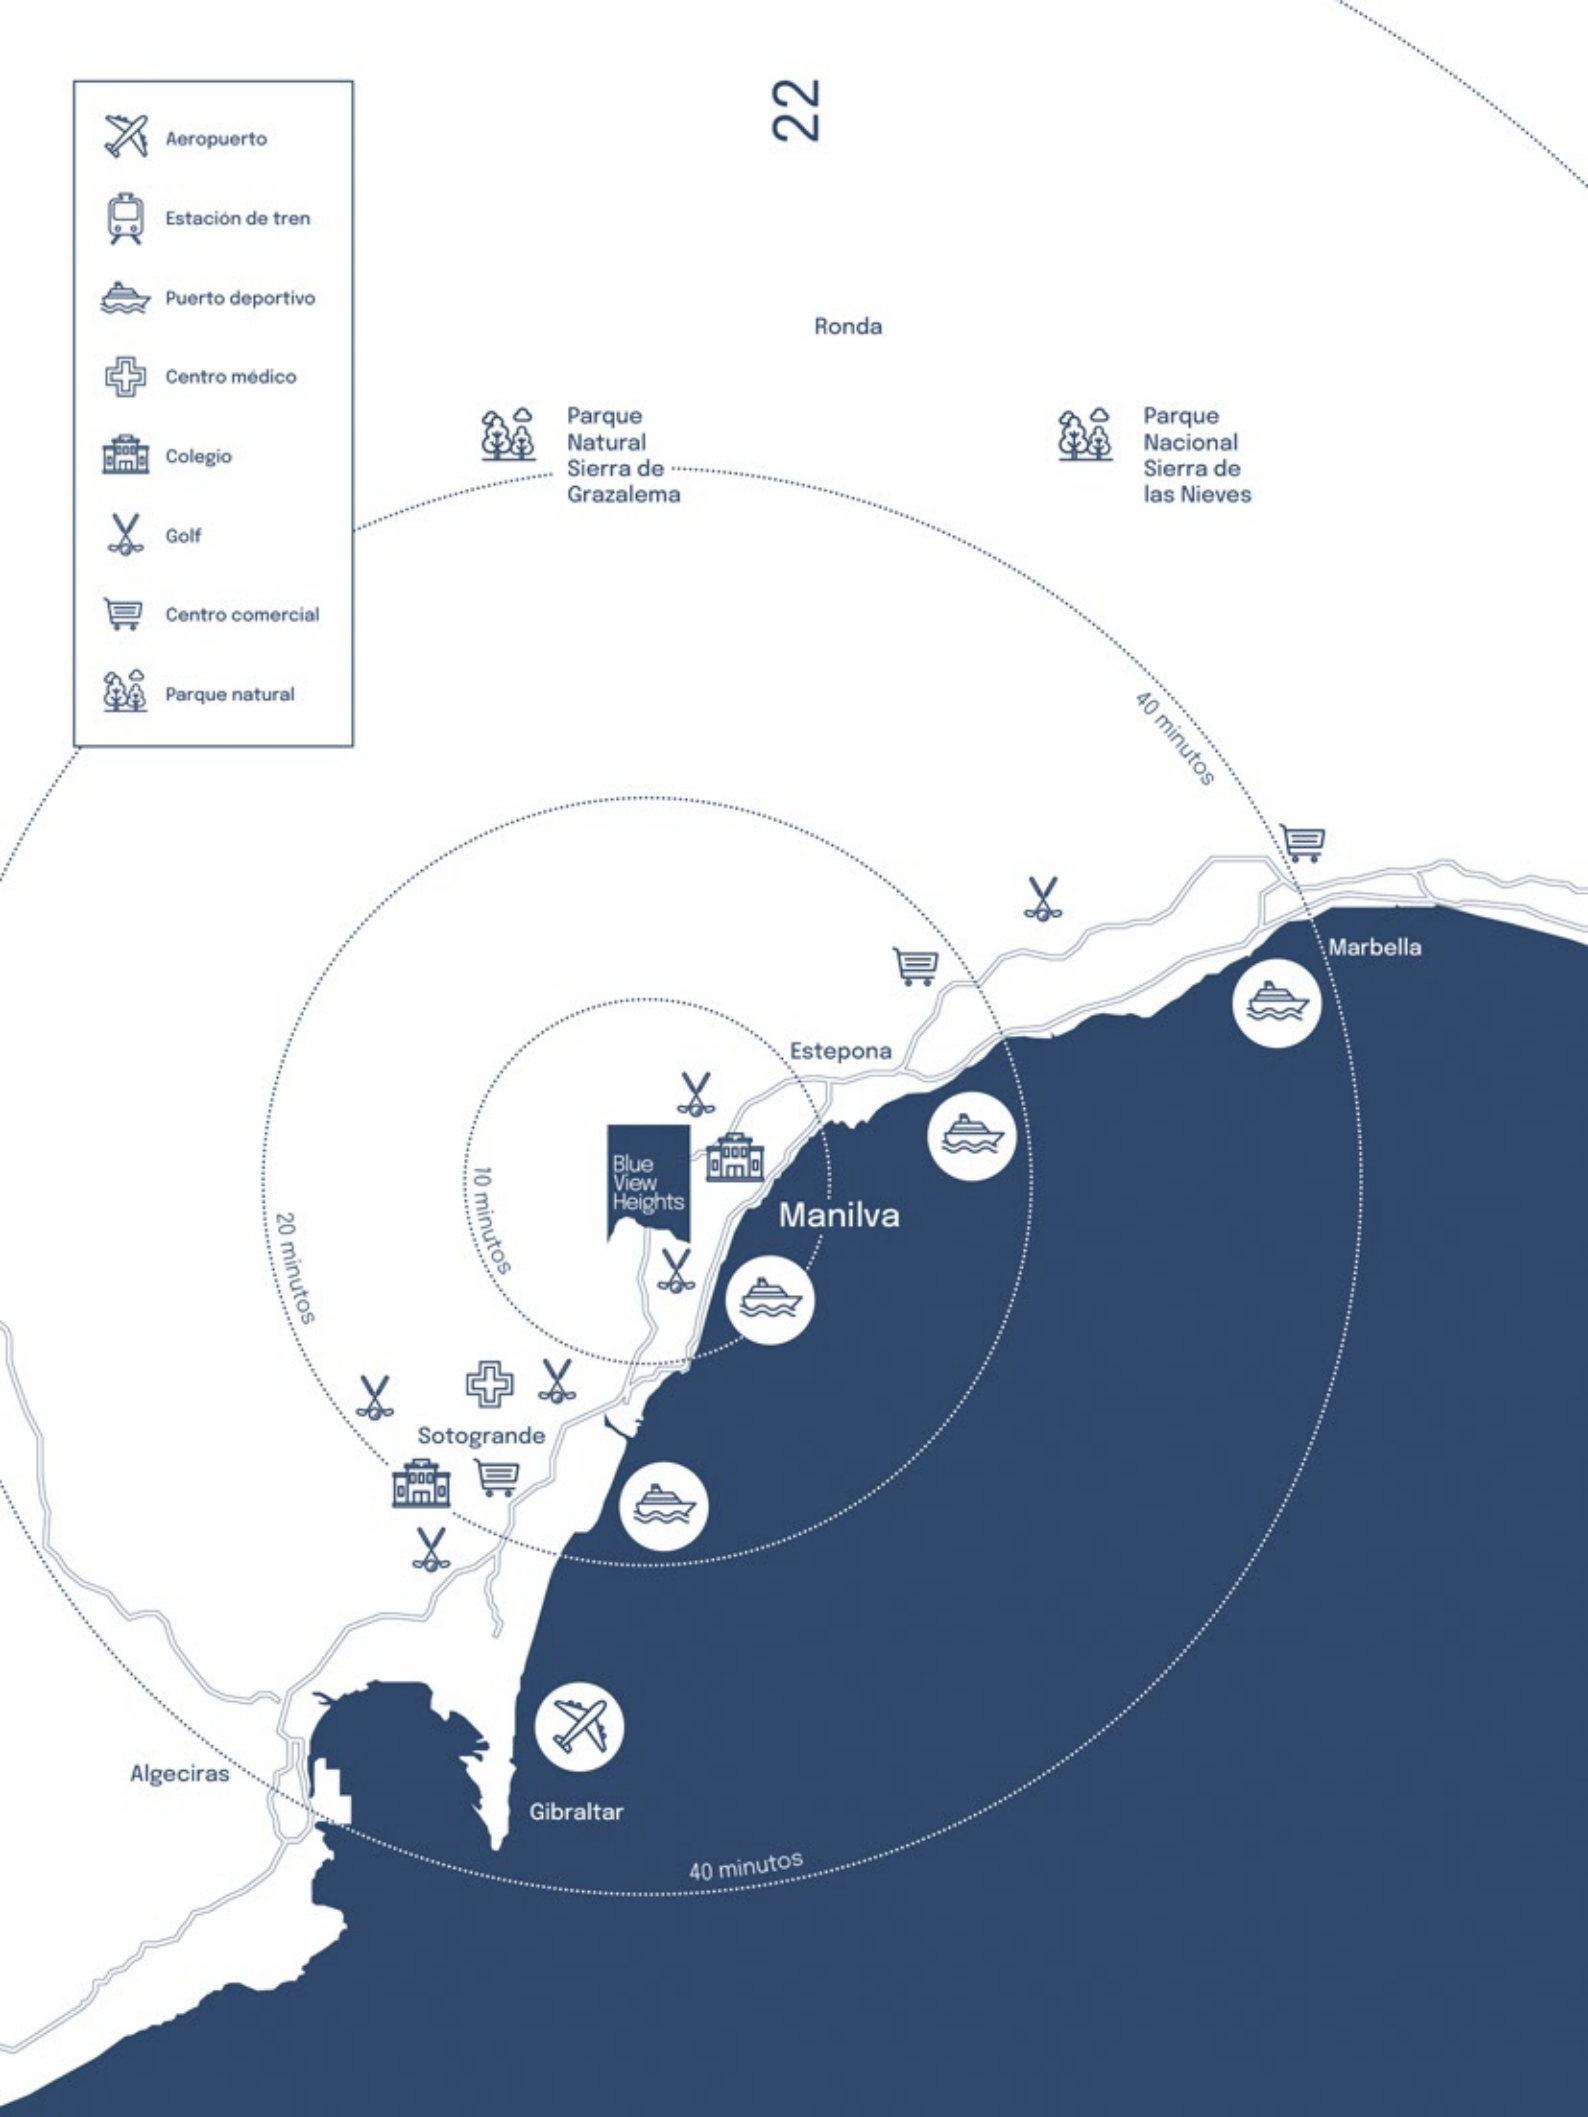 22
Aeropuerto
Estación de tren
Puerto deportivo
Centro médico
Colegio
Golf
Centro comercial
Parque natural
Ronda
Parque
Natural
Sierra de
Grazalema
Parque
Nacional
Sierra de
las Nieves
40 minutos
Marbella
Estepona
Blue
View
Heights
Manilva
10 minutos
20 minutos
Sotogrande
Algeciras
Gibraltar
40 minutos